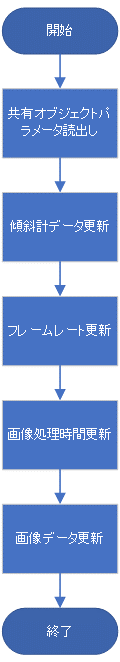 開始
共有オブジェクトパ
ラメータ読出し
傾斜計データ更新
フレームレート更新
画像処理時間更新
画像データ更新
終了